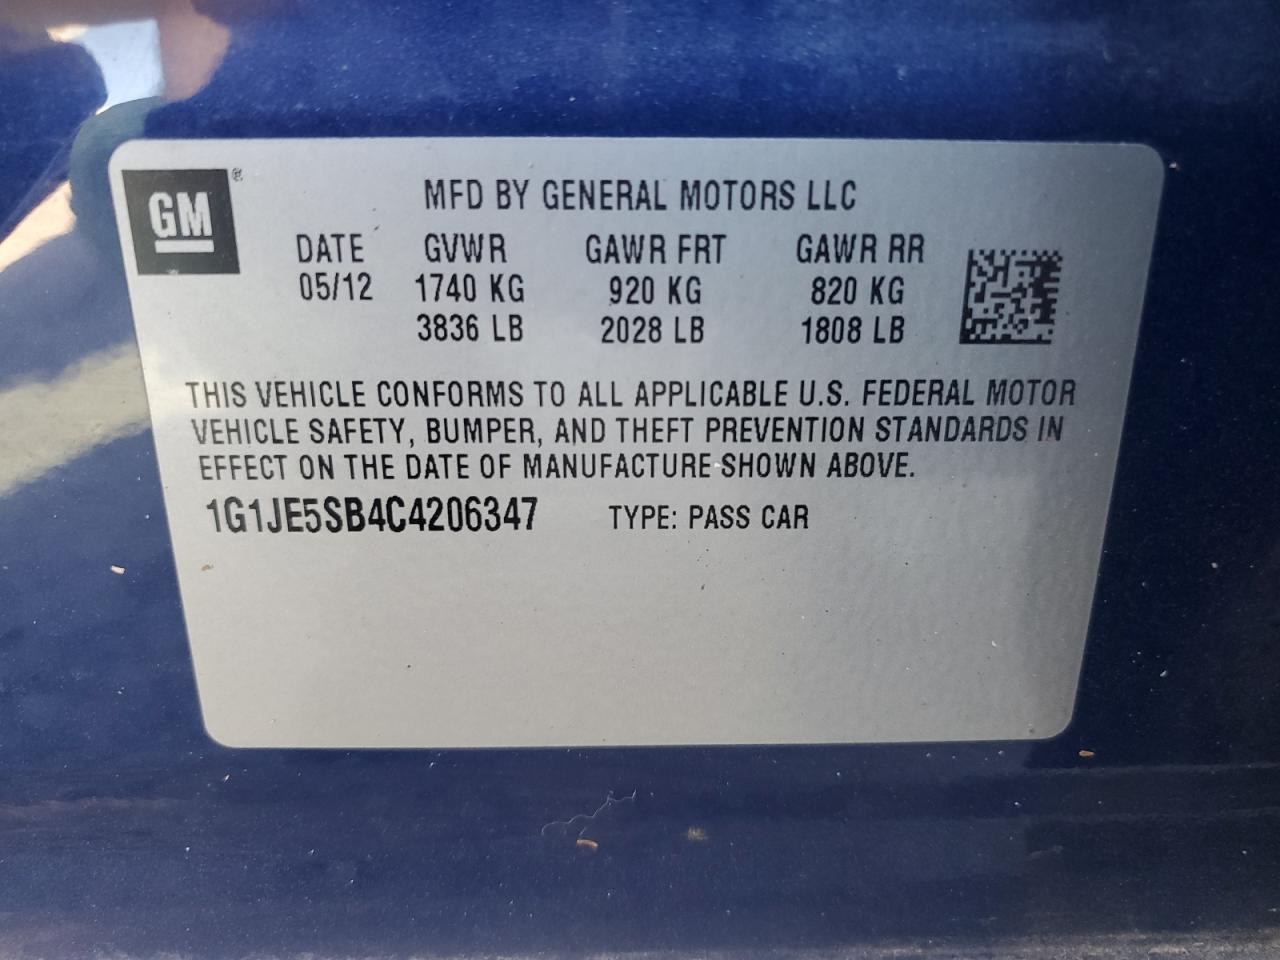 GM®
MFD BY GENERAL MOTORS LLC
DATE GVWR GAWR FRT GAWR RR
05/12 1740 KG 920 KG 820 KG
3836 LB 2028 LB 1808 LB
THIS VEHICLE CONFORMS TO ALL APPLICABLE U.S. FEDERAL MOTOR
VEHICLE SAFETY, BUMPER, AND THEFT PREVENTION STANDARDS IN
EFFECT ON THE DATE OF MANUFACTURE SHOWN ABOVE.
1G1JE5SB4C4206347 TYPE: PASS CAR